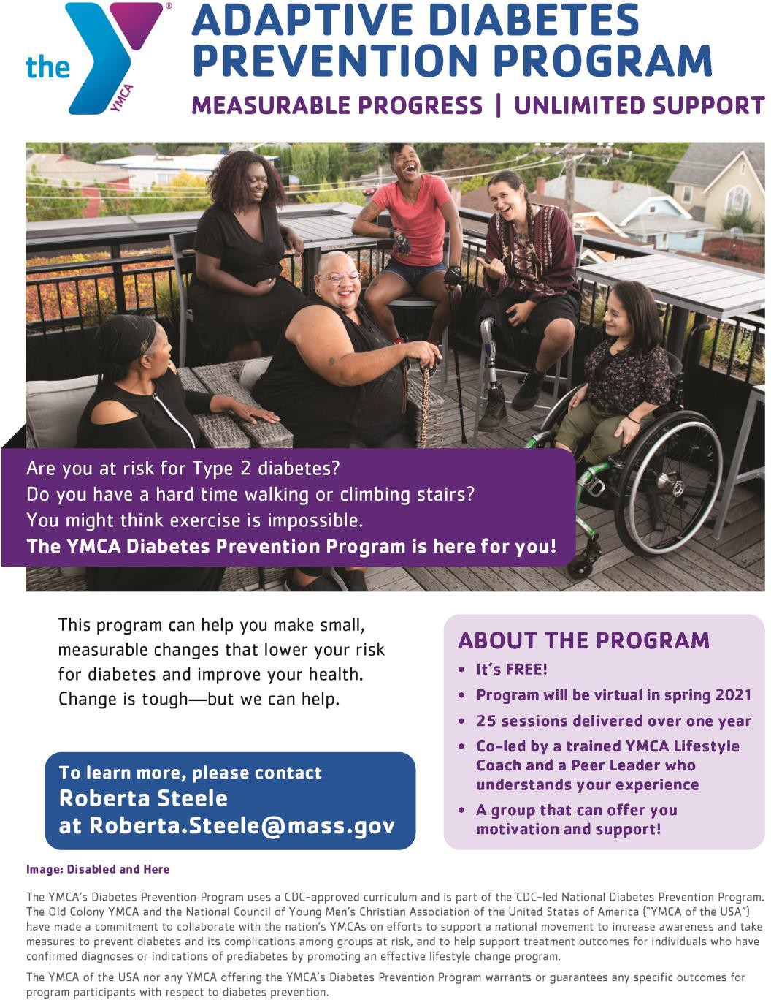 the
YMCA
®
ADAPTIVE DIABETES
PREVENTION PROGRAM
MEASURABLE PROGRESS | UNLIMITED SUPPORT
Are you at risk for Type 2 diabetes?
Do you have a hard time walking or climbing stairs?
You might think exercise is impossible.
The YMCA Diabetes Prevention Program is here for you!
This program can help you make small,
measurable changes that lower your risk
for diabetes and improve your health.
Change is tough—but we can help.
To learn more, please contact
Roberta Steele
at Roberta.Steele@mass.gov
ABOUT THE PROGRAM
• It's FREE!
• Program will be virtual in spring 2021
• 25 sessions delivered over one year
• Co-led by a trained YMCA Lifestyle
Coach and a Peer Leader who
understands your experience
• A group that can offer you
motivation and support!
Image: Disabled and Here
The YMCA's Diabetes Prevention Program uses a CDC-approved curriculum and is part of the CDC-led National Diabetes Prevention Program.
The Old Colony YMCA and the National Council of Young Men's Christian Association of the United States of America ("YMCA of the USA")
have made a commitment to collaborate with the nation's YMCAs on efforts to support a national movement to increase awareness and take
measures to prevent diabetes and its complications among groups at risk, and to help support treatment outcomes for individuals who have
confirmed diagnoses or indications of prediabetes by promoting an effective lifestyle change program.
The YMCA of the USA nor any YMCA offering the YMCA's Diabetes Prevention Program warrants or guarantees any specific outcomes for
program participants with respect to diabetes prevention.